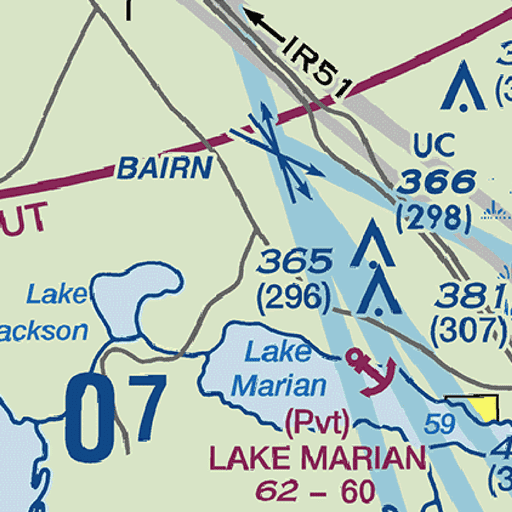 IR51
UC
BAIRN
366
(298)
UT
365
(296)
381
(307)
Lake
ackson
Lake
Marian
07
(Pvt)
59
LAKE MARIAN
62 – 60